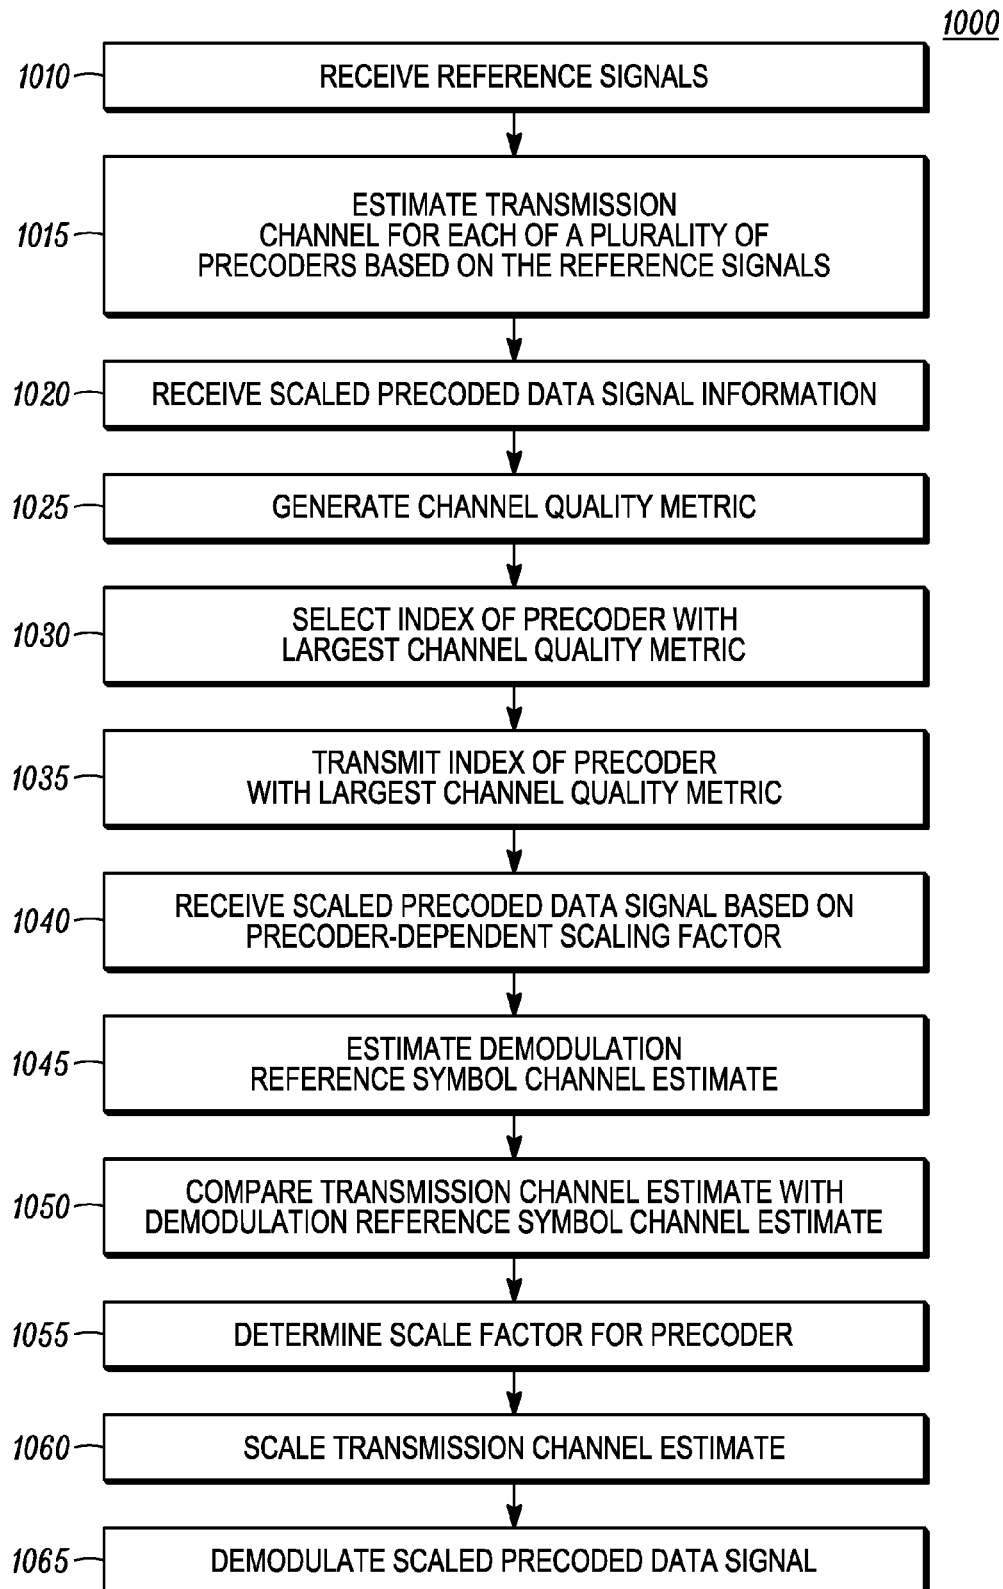 1000
1010
RECEIVE REFERENCE SIGNALS
1015
ESTIMATE TRANSMISSION
CHANNEL FOR EACH OF A PLURALITY OF
PRECODERS BASED ON THE REFERENCE SIGNALS
1020
RECEIVE SCALED PRECODED DATA SIGNAL INFORMATION
1025
GENERATE CHANNEL QUALITY METRIC
1030
SELECT INDEX OF PRECODER WITH
LARGEST CHANNEL QUALITY METRIC
1035
TRANSMIT INDEX OF PRECODER
WITH LARGEST CHANNEL QUALITY METRIC
1040
RECEIVE SCALED PRECODED DATA SIGNAL BASED ON
PRECODER-DEPENDENT SCALING FACTOR
1045
ESTIMATE DEMODULATION
REFERENCE SYMBOL CHANNEL ESTIMATE
1050
COMPARE TRANSMISSION CHANNEL ESTIMATE WITH
DEMODULATION REFERENCE SYMBOL CHANNEL ESTIMATE
1055
DETERMINE SCALE FACTOR FOR PRECODER
1060
SCALE TRANSMISSION CHANNEL ESTIMATE
1065
DEMODULATE SCALED PRECODED DATA SIGNAL